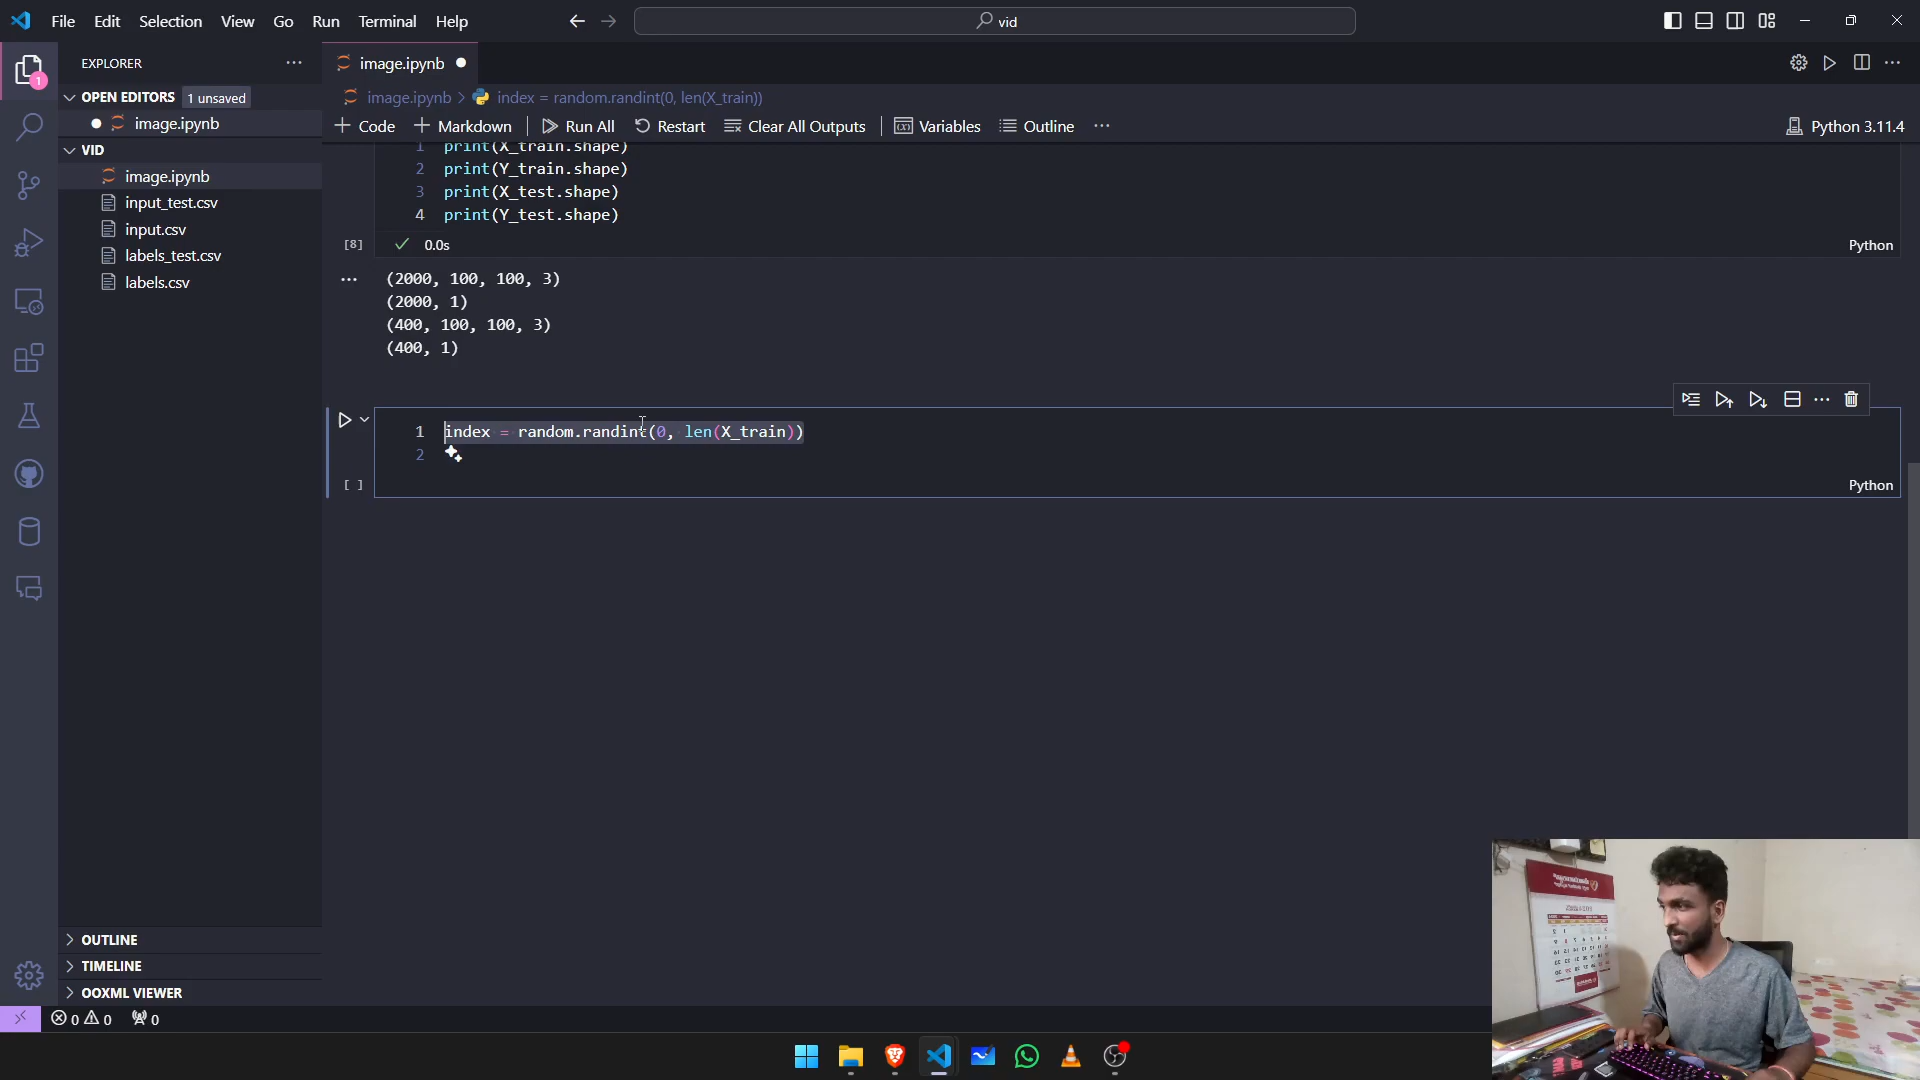 File Edit Selection View Go Run Terminal Help
vid
EXPLORER
OPEN EDITORS 1 unsaved
image.ipynb
VID
image.ipynb
input_test.csv
input.csv
labels_test.csv
labels.csv
OUTLINE
TIMELINE
OOXML VIEWER
1
image.ipynb
image.ipynb > index = random.randint(0, len(X_train))
+ Code + Markdown Run All Restart Clear All Outputs Variables Outline ... Python 3.11.4
1 print(X_train.shape)
2 print(Y_train.shape)
3 print(X_test.shape)
4 print(Y_test.shape)
[8] 0.0s Python
(2000, 100, 100, 3)
(2000, 1)
(400, 100, 100, 3)
(400, 1)
1 index = random.randint(0, len(X_train))
2
[ ] Python
0 0 0